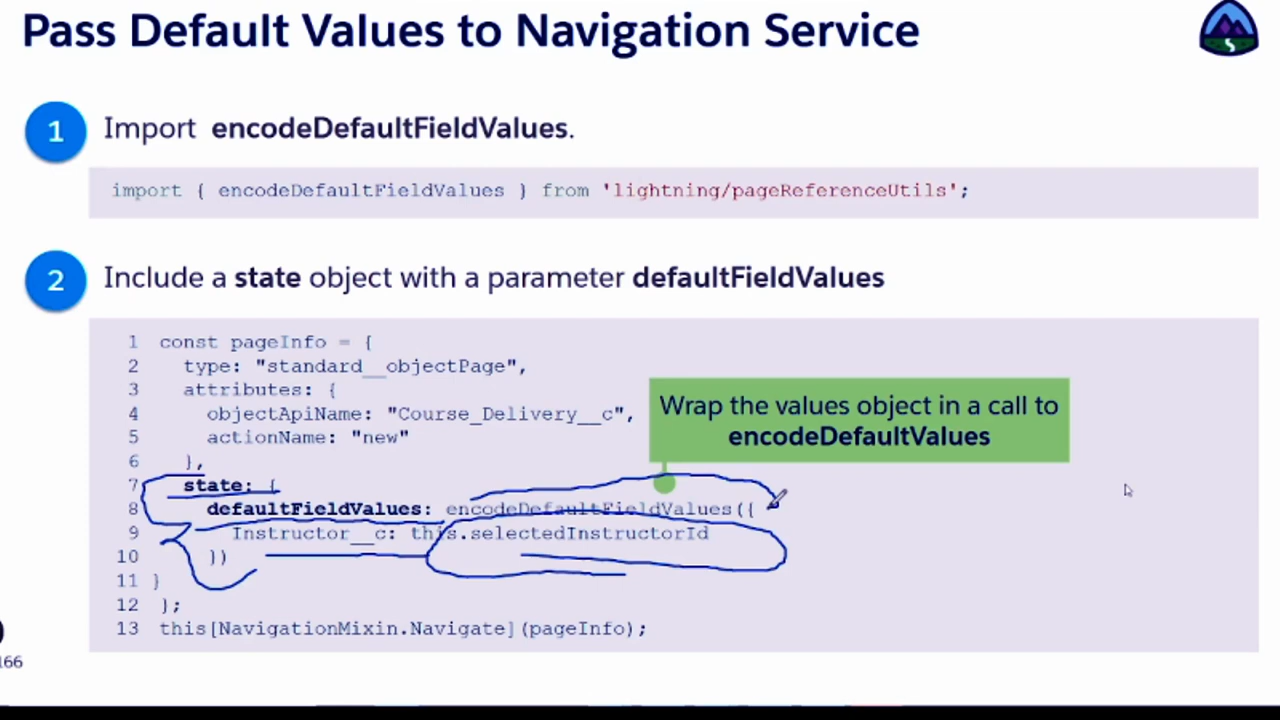 Pass Default Values to Navigation Service
1 Import encodeDefaultFieldValues.
import { encodeDefaultFieldValues } from 'lightning/pageReferenceUtils';
2 Include a state object with a parameter defaultFieldValues
1 const pageInfo = {
2 type: "standard__objectPage",
3 attributes: {
4 objectApiName: "Course_Delivery__c",
5 actionName: "new"
6 },
Wrap the values object in a call to
encodeDefaultValues
7 state: {
8 defaultFieldValues: encodeDefaultFieldValues({
9 Instructor__c: this.selectedInstructorId
10 })
11 }
12 };
13 this[NavigationMixin.Navigate](pageInfo);
166